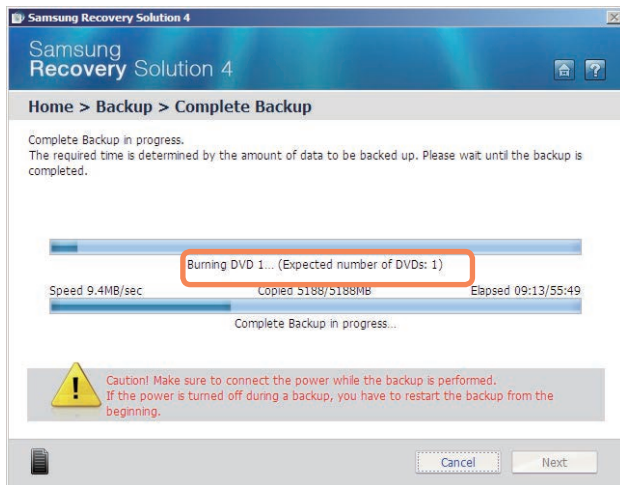 Samsung Recovery Solution 4
Samsung
Recovery Solution 4
?
Home > Backup > Complete Backup
Complete Backup in progress.
The required time is determined by the amount of data to be backed up. Please wait until the backup is
completed.
Burning DVD 1... (Expected number of DVDs: 1)
Speed 9.4MB/sec Copied 5188/5188MB Elapsed 09:13/55:49
Complete Backup in progress...
Caution! Make sure to connect the power while the backup is performed.
If the power is turned off during a backup, you have to restart the backup from the
beginning.
Cancel Next